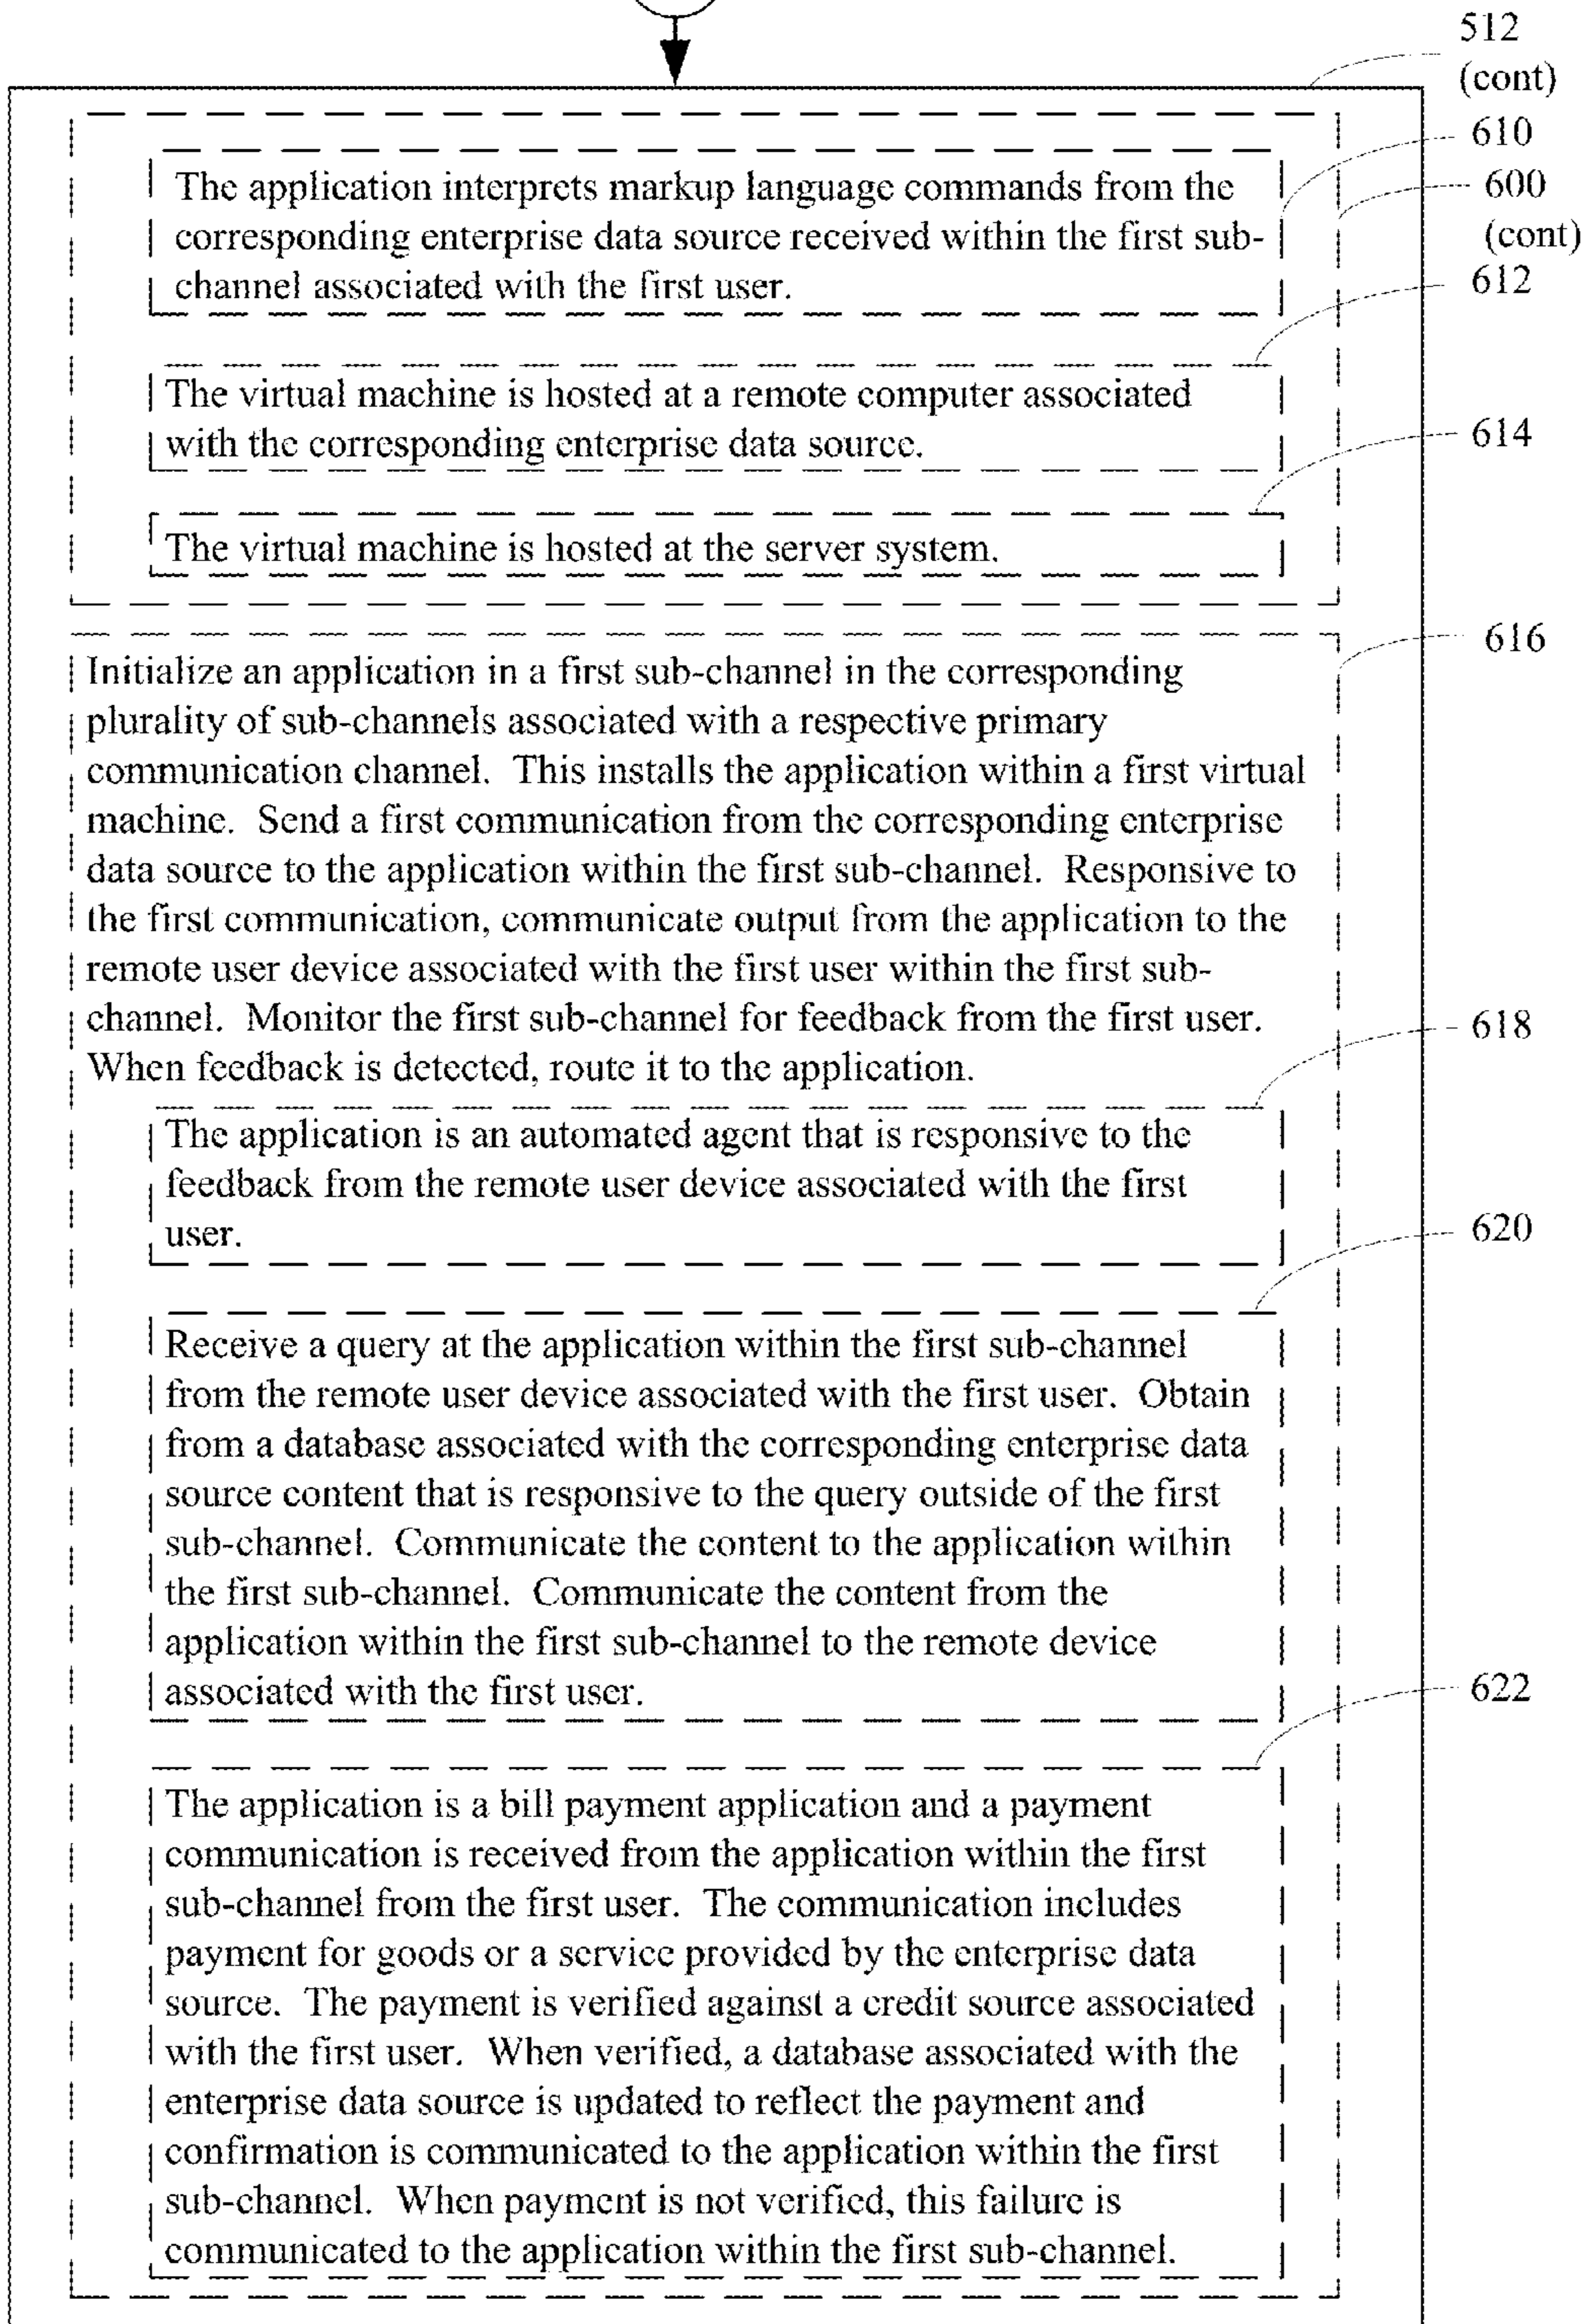 512
(cont)
610
600
(cont)
The application interprets markup language commands from the
corresponding enterprise data source received within the first sub-
channel associated with the first user.
612
The virtual machine is hosted at a remote computer associated
with the corresponding enterprise data source.
614
The virtual machine is hosted at the server system.
616
Initialize an application in a first sub-channel in the corresponding
plurality of sub-channels associated with a respective primary
communication channel.  This installs the application within a first virtual
machine.  Send a first communication from the corresponding enterprise
data source to the application within the first sub-channel.  Responsive to
the first communication, communicate output from the application to the
remote user device associated with the first user within the first sub-
channel.  Monitor the first sub-channel for feedback from the first user.
When feedback is detected, route it to the application.
618
The application is an automated agent that is responsive to the
feedback from the remote user device associated with the first
user.
620
Receive a query at the application within the first sub-channel
from the remote user device associated with the first user.  Obtain
from a database associated with the corresponding enterprise data
source content that is responsive to the query outside of the first
sub-channel.  Communicate the content to the application within
the first sub-channel.  Communicate the content from the
application within the first sub-channel to the remote device
associated with the first user.
622
The application is a bill payment application and a payment
communication is received from the application within the first
sub-channel from the first user.  The communication includes
payment for goods or a service provided by the enterprise data
source.  The payment is verified against a credit source associated
with the first user.  When verified, a database associated with the
enterprise data source is updated to reflect the payment and
confirmation is communicated to the application within the first
sub-channel.  When payment is not verified, this failure is
communicated to the application within the first sub-channel.